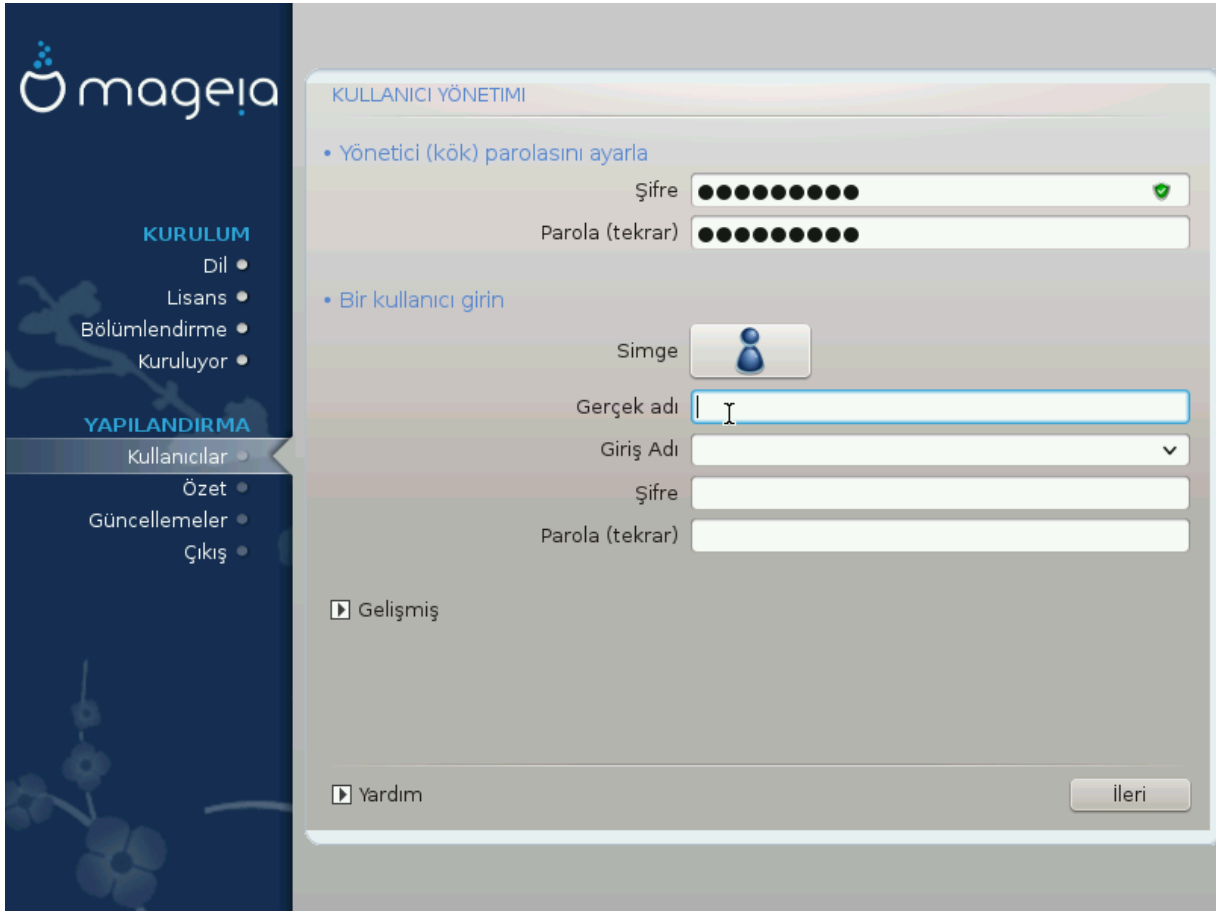 mageia
KURULUM
Dil
Lisans
Bölümlendirme
Kuruluyor
YAPILANDIRMA
Kullanıcılar
Özet
Güncellemeler
Çıkış
KULLANICI YÖNETIMI
• Yönetici (kök) parolasını ayarla
Şifre
Parola (tekrar)
• Bir kullanıcı girin
Simge
Gerçek adı
Giriş Adı
Şifre
Parola (tekrar)
Gelişmiş
Yardım
İleri